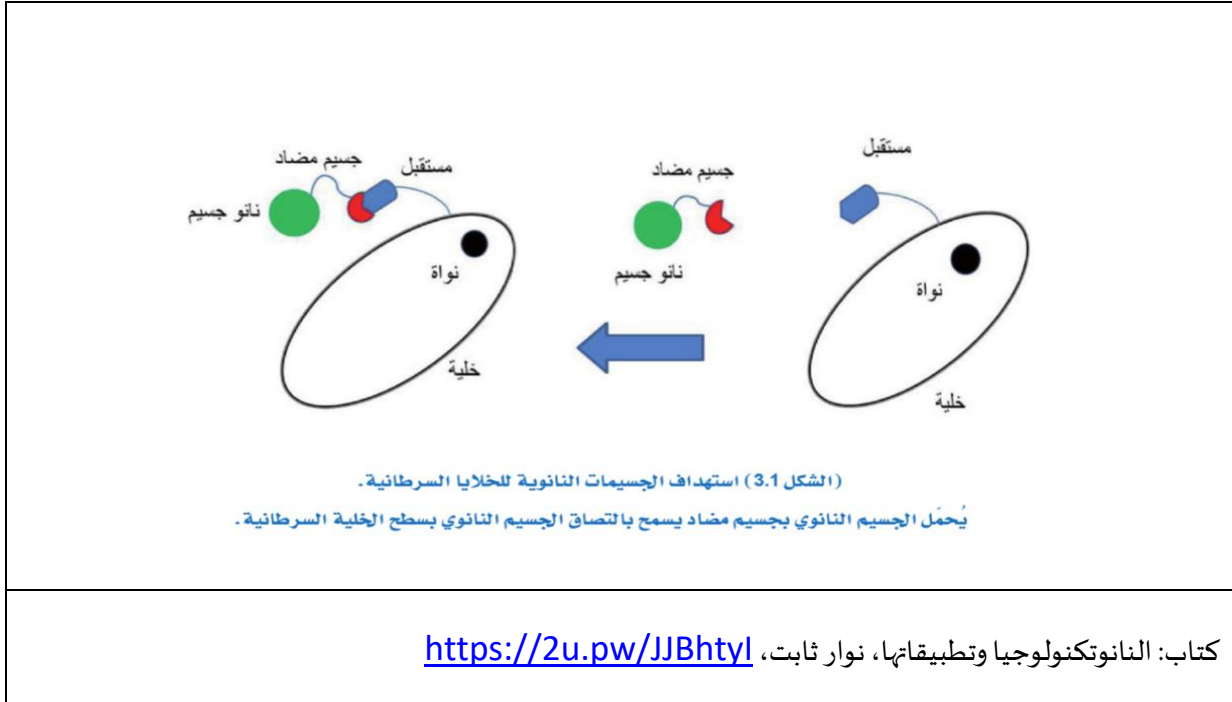 مستقبل
جسيم مضاد
نانو جسيم
نواة
خلية
جسيم مضاد
مستقبل
نانو جسيم
نواة
خلية
(الشكل 3.1) استهداف الجسيمات النانوية للخلايا السرطانية.
يُحمَل الجسيم النانوي بجسيم مضاد يسمح بالتصاق الجسيم النانوي بسطح الخلية السرطانية.
كتاب: النانوتكنولوجيا وتطبيقاتها، نوار ثابت، https://2u.pw/JJBhtyl